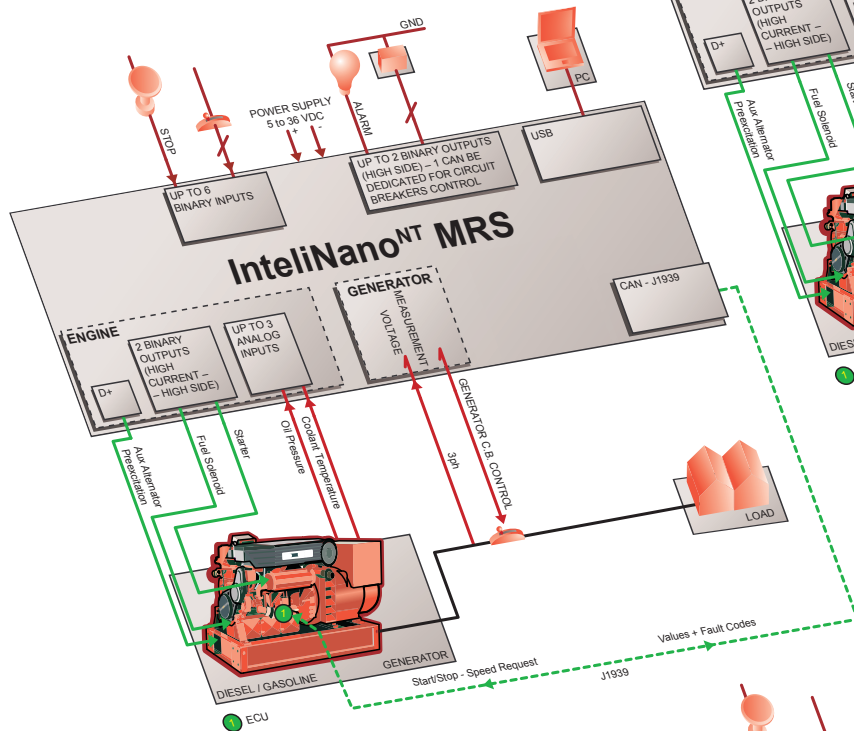 GND
PC
STOP
POWER SUPPLY
5 to 36 VDC
+ -
ALARM
UP TO 6
BINARY INPUTS
UP TO 2 BINARY OUTPUTS
(HIGH SIDE) – 1 CAN BE
DEDICATED FOR CIRCUIT
BREAKERS CONTROL
USB
InteliNanoNT MRS
CAN - J1939
ENGINE
D+
2 BINARY
OUTPUTS
(HIGH
CURRENT –
– HIGH SIDE)
UP TO 3
ANALOG
INPUTS
GENERATOR
VOLTAGE
MEASUREMENT
Aux Alternator
Preexcitation
Fuel Solenoid
Starter
Oil Pressure
Coolant Temperature
3ph
GENERATOR C.B. CONTROL
LOAD
1
DIESEL / GASOLINE
GENERATOR
1 ECU
Start/Stop - Speed Request
Values + Fault Codes
J1939
D+
OUTPUTS
(HIGH
CURRENT –
– HIGH SIDE)
Aux Alternator
Preexcitation
Fuel Solenoid
1